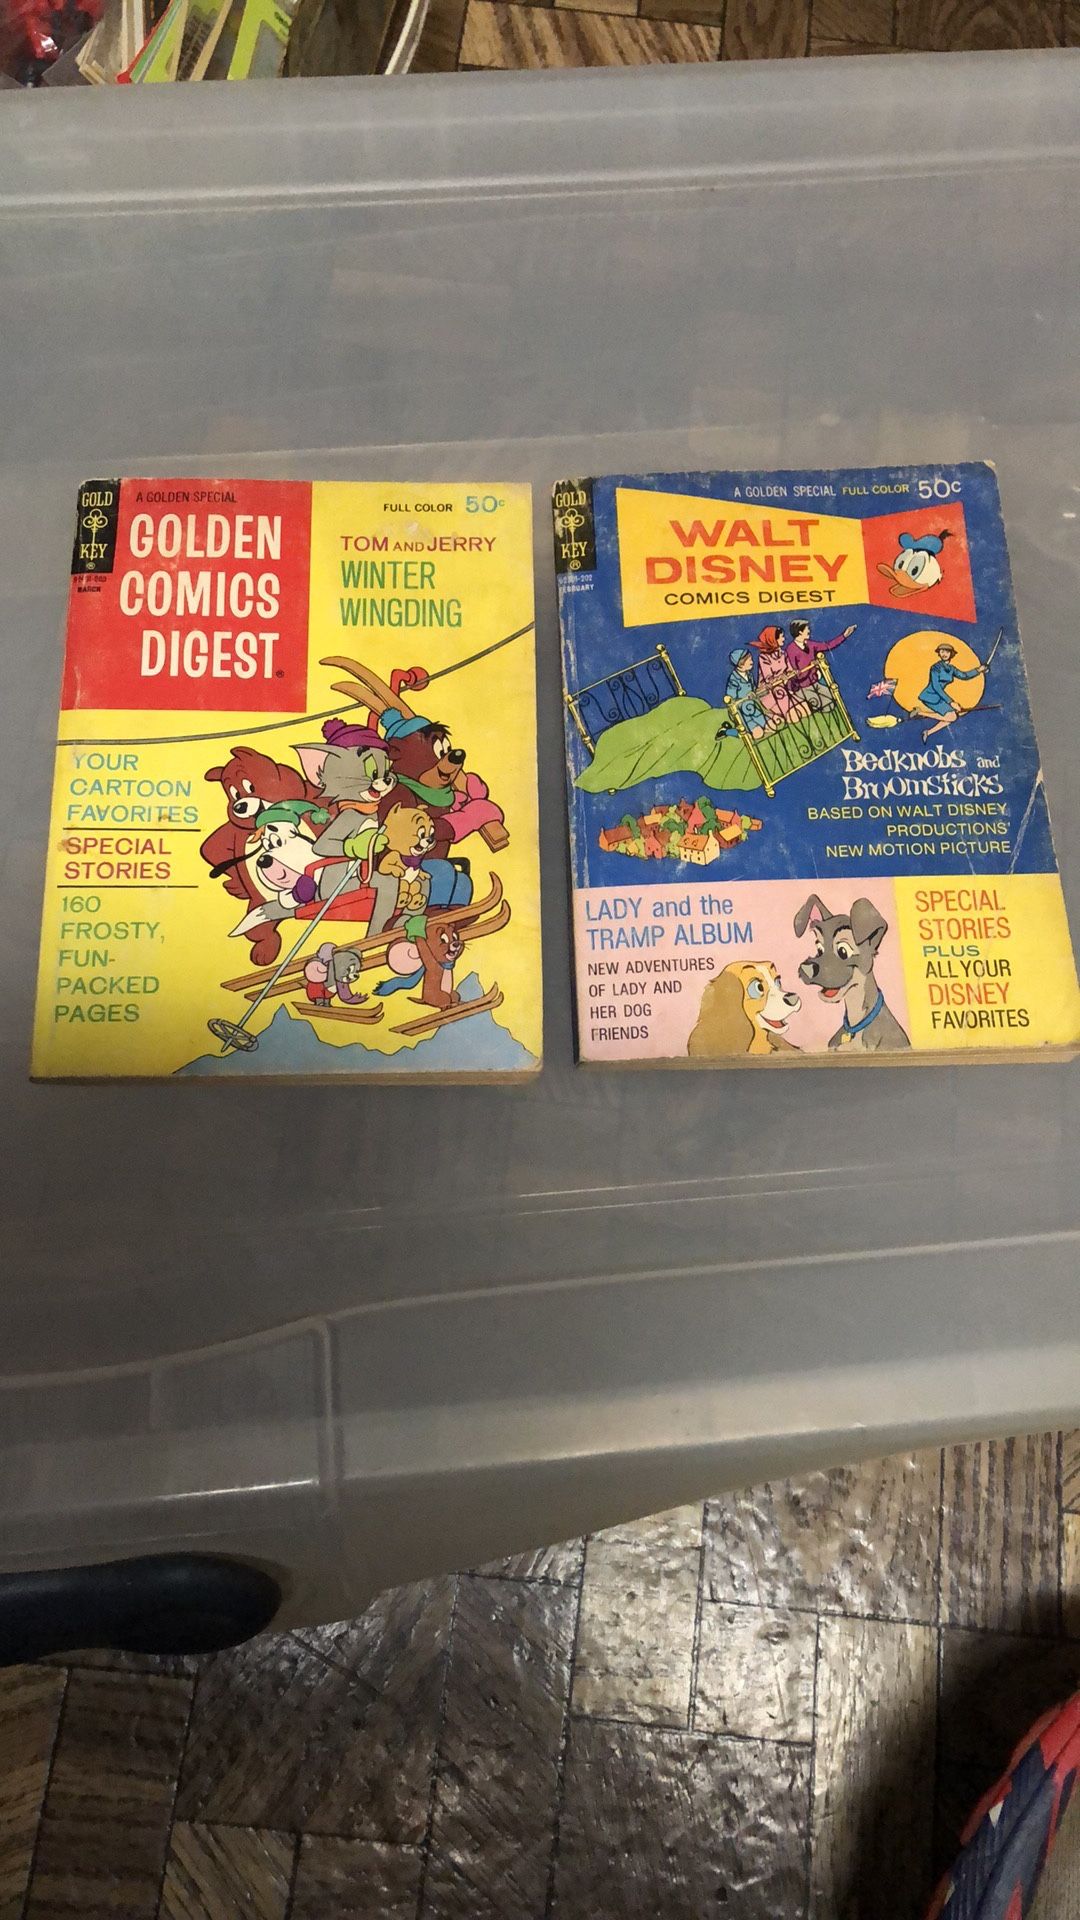 GOLD
KEY
®
MARCH
A GOLDEN SPECIAL
GOLDEN
COMICS
DIGEST®
FULL COLOR 50c
TOM AND JERRY
WINTER
WINGDING
YOUR
CARTOON
FAVORITES
SPECIAL
STORIES
160
FROSTY,
FUN-
PACKED
PAGES
GOLD
KEY
®
FEBRUARY
A GOLDEN SPECIAL FULL COLOR 50c
WALT
DISNEY
COMICS DIGEST
Bedknobs and
Broomsticks
BASED ON WALT DISNEY
PRODUCTIONS'
NEW MOTION PICTURE
LADY and the
TRAMP ALBUM
NEW ADVENTURES
OF LADY AND
HER DOG
FRIENDS
SPECIAL
STORIES
PLUS
ALL YOUR
DISNEY
FAVORITES